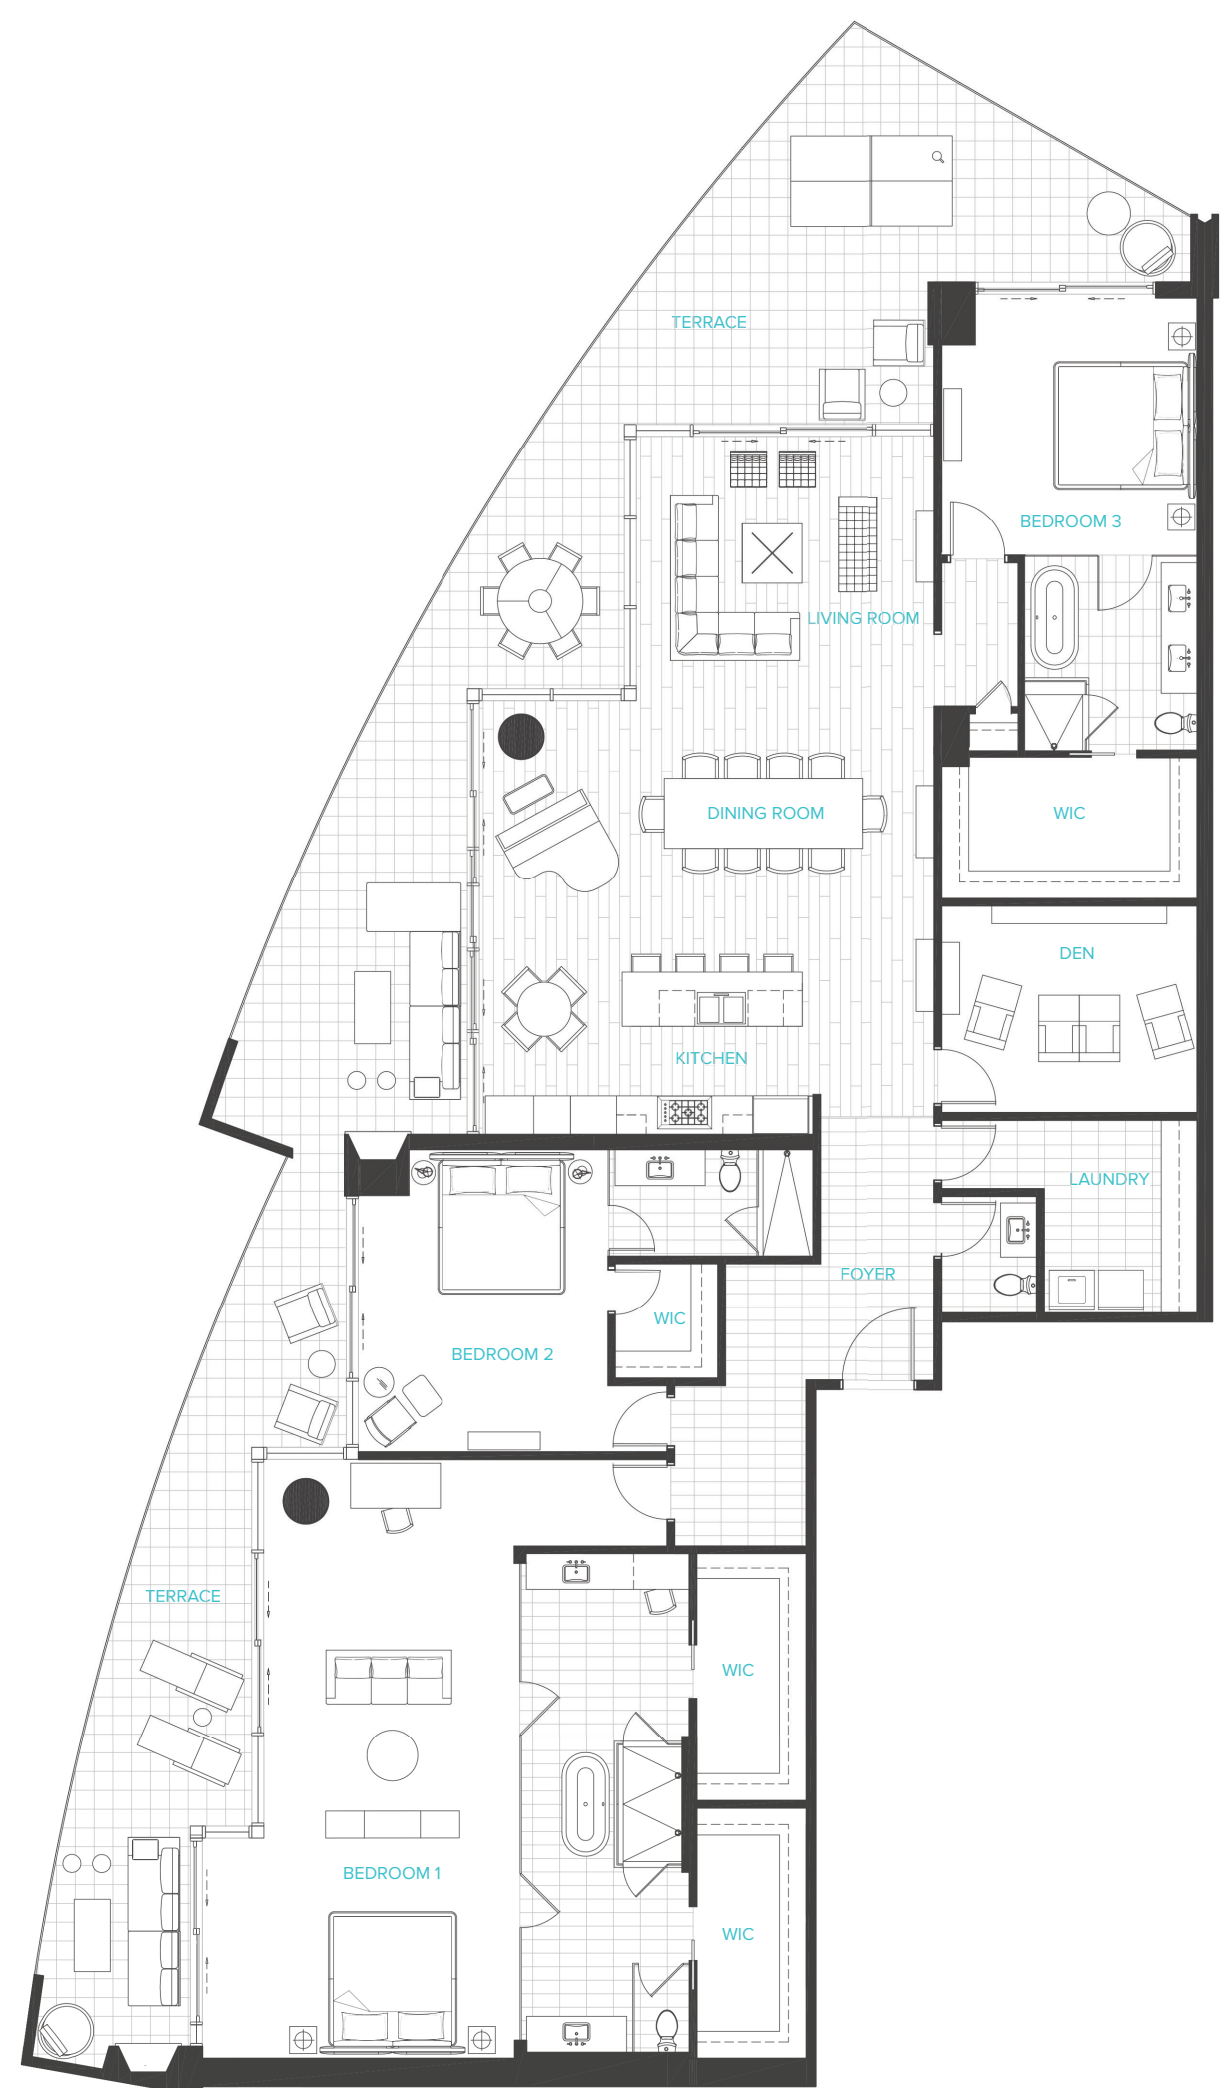 TERRACE
BEDROOM 3
LIVING ROOM
DINING ROOM
WIC
DEN
KITCHEN
LAUNDRY
FOYER
WIC
BEDROOM 2
TERRACE
WIC
BEDROOM 1
WIC